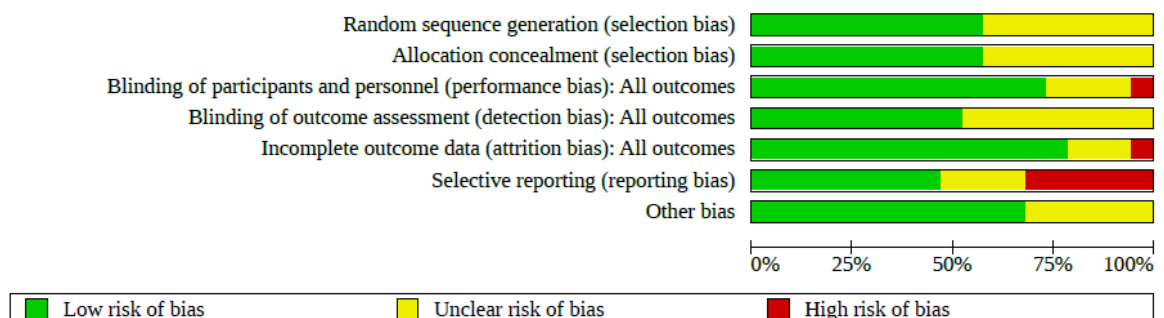 Random sequence generation (selection bias)
Allocation concealment (selection bias)
Blinding of participants and personnel (performance bias): All outcomes
Blinding of outcome assessment (detection bias): All outcomes
Incomplete outcome data (attrition bias): All outcomes
Selective reporting (reporting bias)
Other bias
0% 25% 50% 75% 100%
Low risk of bias Unclear risk of bias High risk of bias